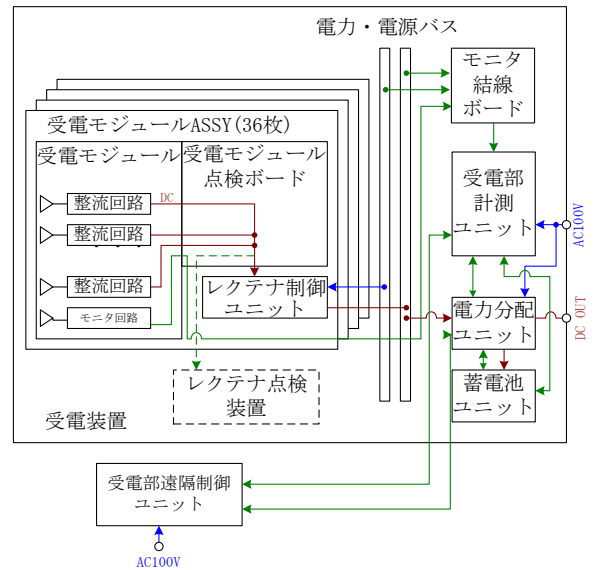 電力・電源バス
モニタ
結線
ボード
受電モジュールASSY(36枚)
受電モジュール
受電モジュール
点検ボード
整流回路
DC
整流回路
整流回路
モニタ回路
レクテナ制御
ユニット
受電部
計測
ユニット
AC100V
電力分配
ユニット
DC OUT
蓄電池
ユニット
レクテナ点検
装置
受電装置
受電部遠隔制御
ユニット
AC100V